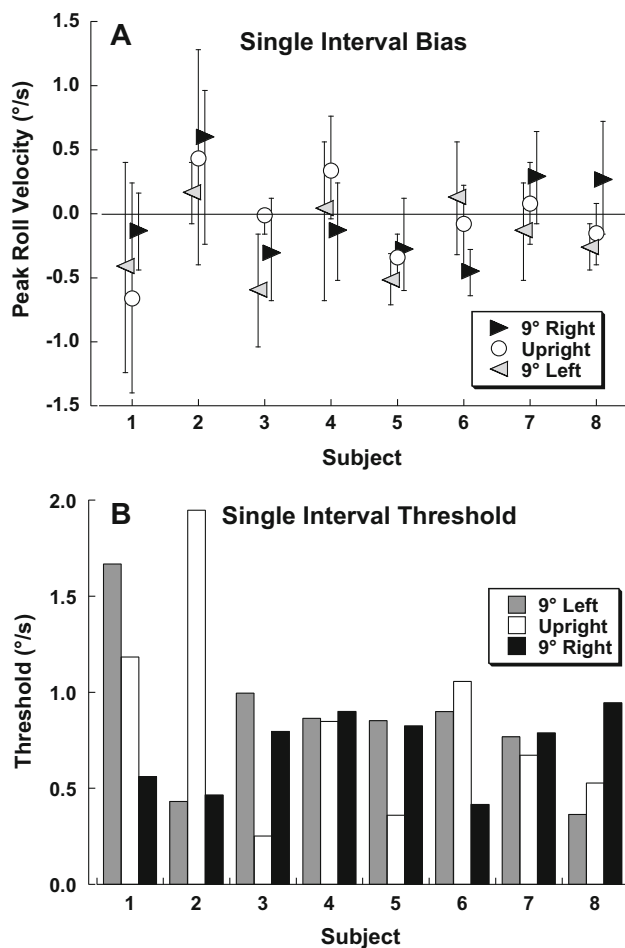 A
Single Interval Bias
Peak Roll Velocity (°/s)
1.5
1.0
0.5
0.0
-0.5
-1.0
-1.5
9° Right
Upright
9° Left
1 2 3 4 5 6 7 8
Subject
B
Single Interval Threshold
Threshold (°/s)
2.0
1.5
1.0
0.5
0.0
9° Left
Upright
9° Right
1 2 3 4 5 6 7 8
Subject